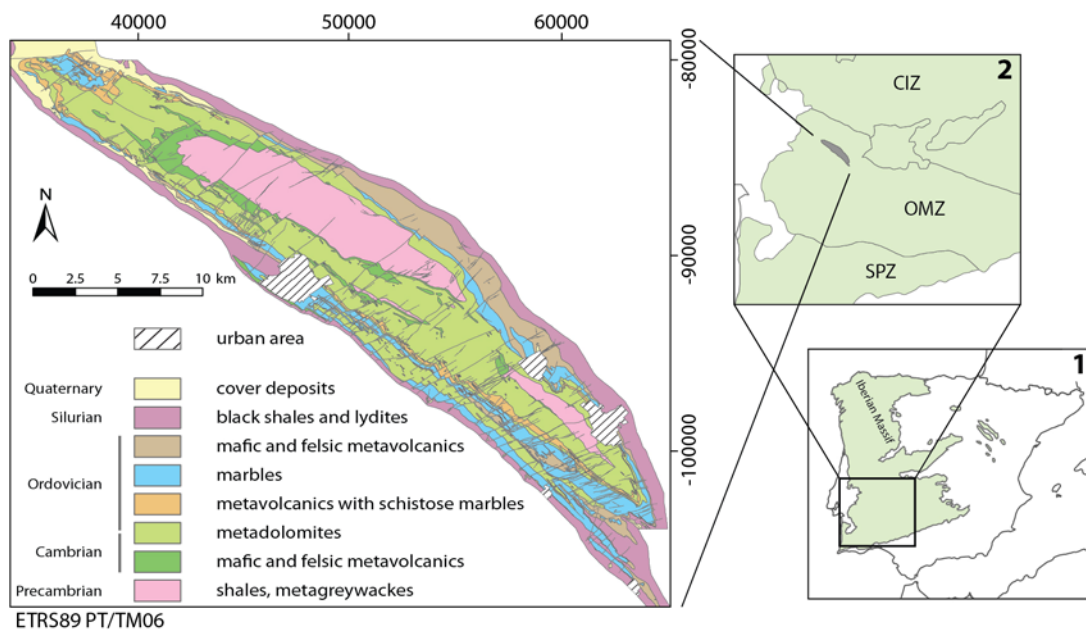 40000 50000 60000
-80000
-90000
-100000
N
0 2.5 5 7.5 10 km
urban area
Quaternary cover deposits
Silurian black shales and lydites
mafic and felsic metavolcanics
Ordovician marbles
metavolcanics with schistose marbles
metadolomites
Cambrian mafic and felsic metavolcanics
Precambrian shales, metagreywackes
ETRS89 PT/TM06
2
CIZ
OMZ
SPZ
1
Iberian Massif